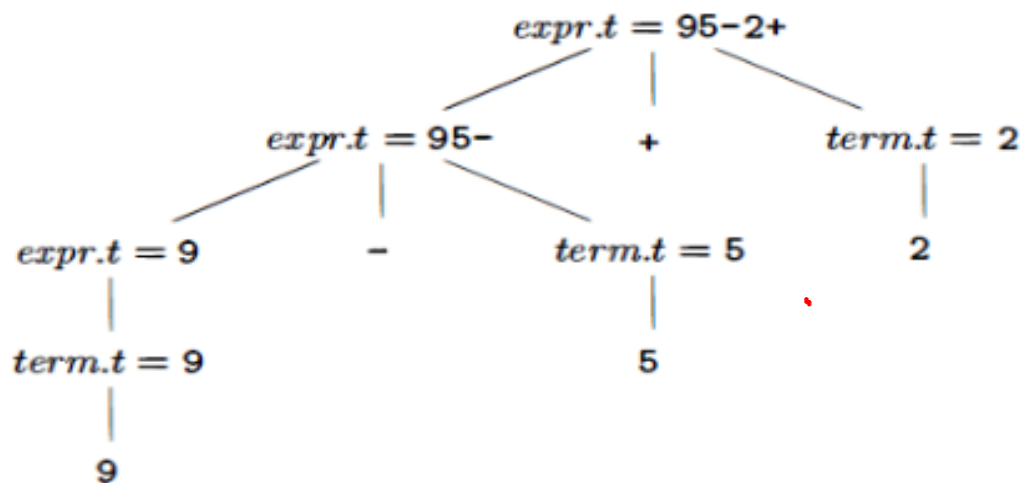 expr.t = 95-2+
expr.t = 95- + term.t = 2
expr.t = 9 - term.t = 5 2
term.t = 9 5
9